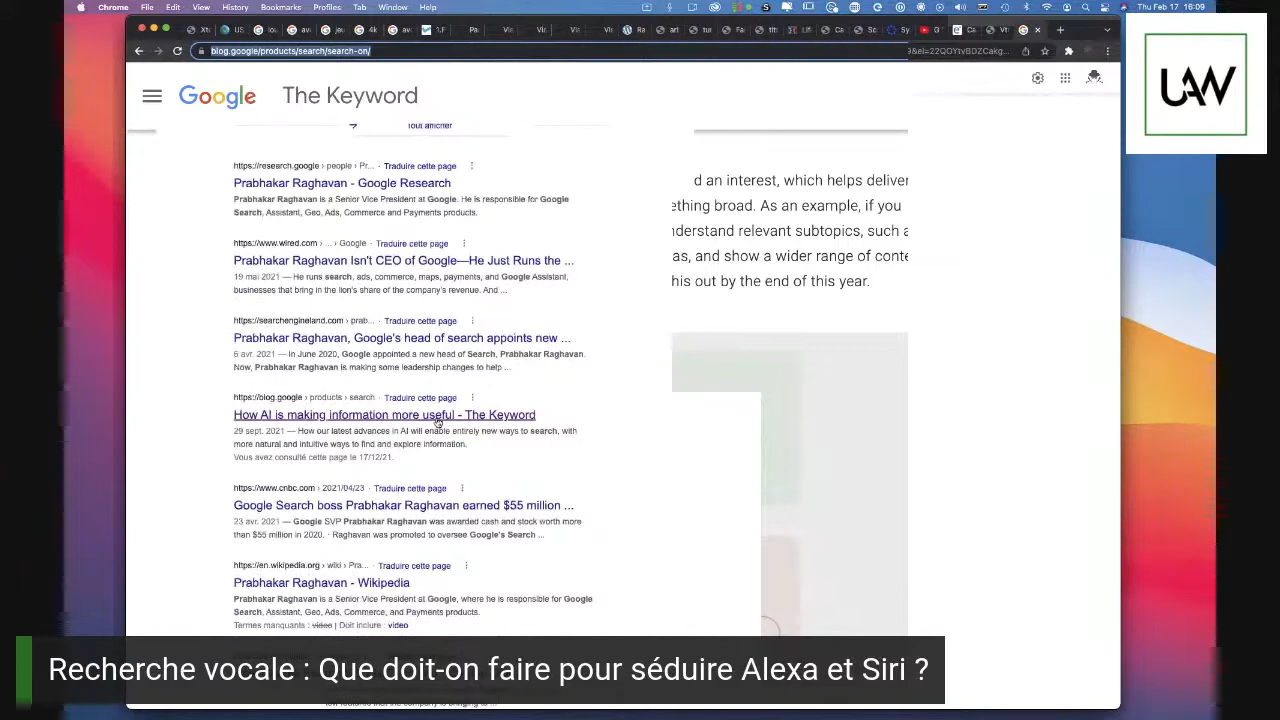 Thu Feb 17 16:09
blog.google/products/search/search-on/
Google The Keyword
UAW
Tout afficher
https://research.google › people › Pr... · Traduire cette page
Prabhakar Raghavan - Google Research
Prabhakar Raghavan is a Senior Vice President at Google. He is responsible for Google
Search, Assistant, Geo, Ads, Commerce and Payments products.
https://www.wired.com › ... › Google · Traduire cette page
Prabhakar Raghavan Isn't CEO of Google—He Just Runs the ...
19 mai 2021 — He runs search, ads, commerce, maps, payments, and Google Assistant,
businesses that bring in the lion's share of the company's revenue. And ...
https://searchengineland.com › prab... · Traduire cette page
Prabhakar Raghavan, Google's head of search appoints new ...
6 avr. 2021 — in June 2020, Google appointed a new head of Search, Prabhakar Raghavan.
Now, Prabhakar Raghavan is making some leadership changes to help ...
https://blog.google › products › search · Traduire cette page
How AI is making information more useful - The Keyword
29 sept. 2021 — How our latest advances in AI will enable entirely new ways to search, with
more natural and intuitive ways to find and explore information.
Vous avez consulté cette page le 17/12/21.
https://www.cnbc.com › 2021/04/23 · Traduire cette page
Google Search boss Prabhakar Raghavan earned $55 million ...
23 avr. 2021 — Google SVP Prabhakar Raghavan was awarded cash and stock worth more
than $55 million in 2020. · Raghavan was promoted to oversee Google's Search ...
https://en.wikipedia.org › wiki › Pra... · Traduire cette page
Prabhakar Raghavan - Wikipedia
Prabhakar Raghavan is a Senior Vice President at Google, where he is responsible for Google
Search, Assistant, Geo, Ads, Commerce, and Payments products.
Termes manquants : video | Doit inclure : video
d an interest, which helps deliver
ething broad. As an example, if you
nderstand relevant subtopics, such a
as, and show a wider range of conte
his out by the end of this year.
Recherche vocale : Que doit-on faire pour séduire Alexa et Siri ?